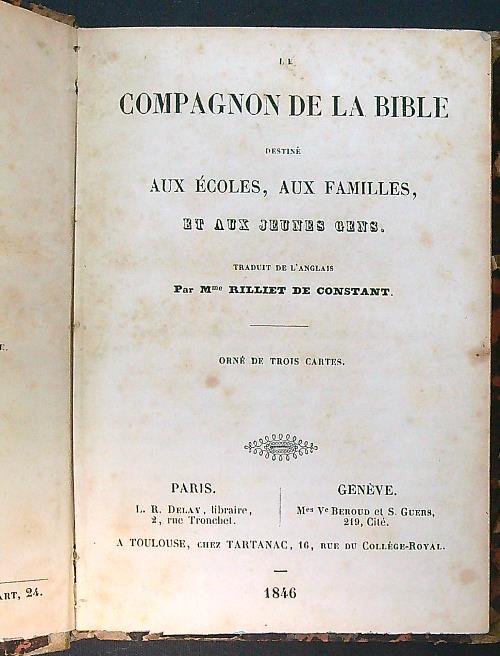 LE
COMPAGNON DE LA BIBLE
DESTINÉ
AUX ÉCOLES, AUX FAMILLES,
ET AUX JEUNES GENS.
TRADUIT DE L'ANGLAIS
Par Mme RILLIET DE CONSTANT.
ORNÉ DE TROIS CARTES.
PARIS.
L. R. DELAY, libraire,
2, rue Tronchet.
GENÈVE.
Mes Ve BEROUD et S. GUERS,
219, Cité.
A TOULOUSE, CHEZ TARTANAC, 16, RUE DU COLLÉGE-ROYAL.
1846
ART, 24.